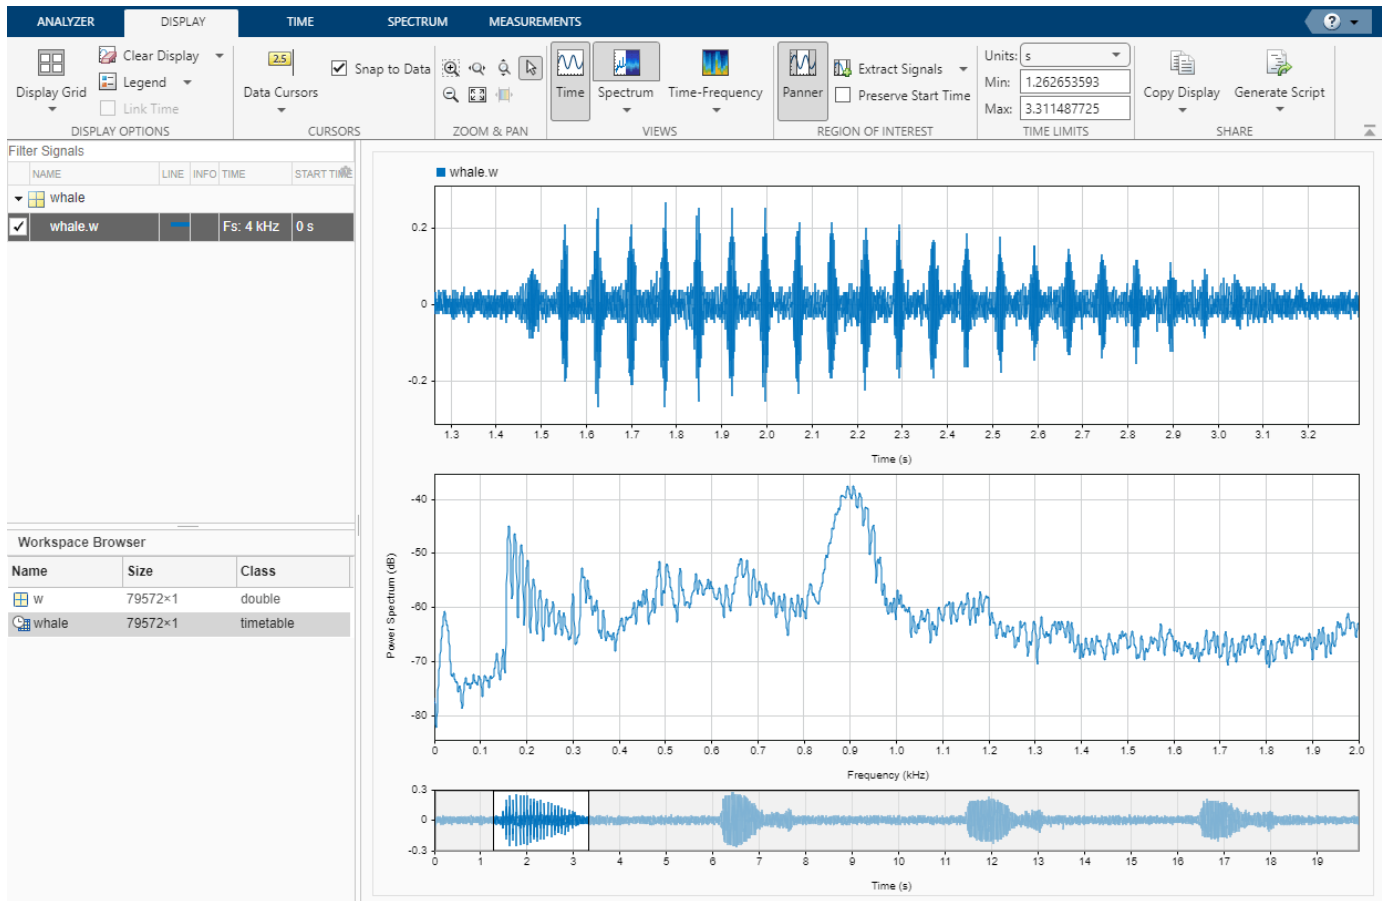 ANALYZER DISPLAY TIME SPECTRUM MEASUREMENTS ?
Display Grid Clear Display Legend Link Time
DISPLAY OPTIONS
2.5 Data Cursors Snap to Data
CURSORS
ZOOM & PAN
Time Spectrum Time-Frequency
VIEWS
Panner Extract Signals Preserve Start Time
REGION OF INTEREST
Units: s
Min: 1.262653593
Max: 3.311487725
TIME LIMITS
Copy Display Generate Script
SHARE
Filter Signals
NAME LINE INFO TIME START TIME
whale
whale.w Fs: 4 kHz 0 s
Workspace Browser
Name Size Class
w 79572×1 double
whale 79572×1 timetable
whale.w
0.2
0
-0.2
1.3 1.4 1.5 1.6 1.7 1.8 1.9 2.0 2.1 2.2 2.3 2.4 2.5 2.6 2.7 2.8 2.9 3.0 3.1 3.2
Time (s)
Power Spectrum (dB)
-40
-50
-60
-70
-80
0 0.1 0.2 0.3 0.4 0.5 0.6 0.7 0.8 0.9 1.0 1.1 1.2 1.3 1.4 1.5 1.6 1.7 1.8 1.9 2.0
Frequency (kHz)
0.3
0
-0.3
0 1 2 3 4 5 6 7 8 9 10 11 12 13 14 15 16 17 18 19
Time (s)